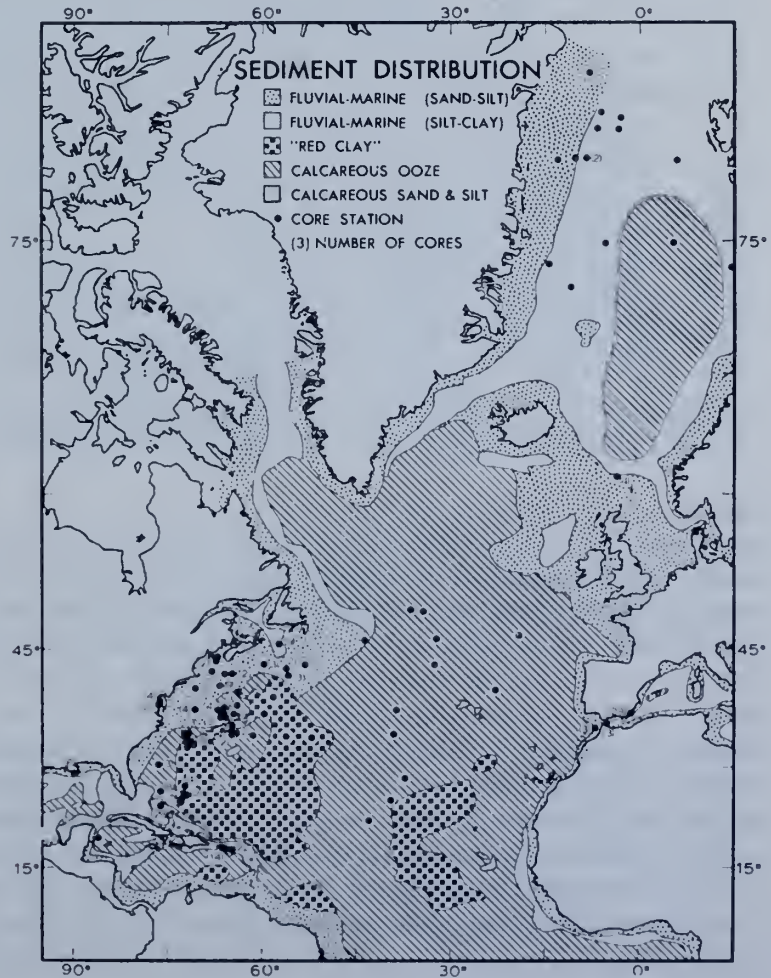 90° 60° 30° 0°
SEDIMENT DISTRIBUTION
FLUVIAL-MARINE (SAND-SILT)
FLUVIAL-MARINE (SILT-CLAY)
"RED CLAY"
CALCAREOUS OOZE
CALCAREOUS SAND & SILT
CORE STATION
(3) NUMBER OF CORES
75° 75°
45° 45°
15° 15°
90° 60° 30° 0°